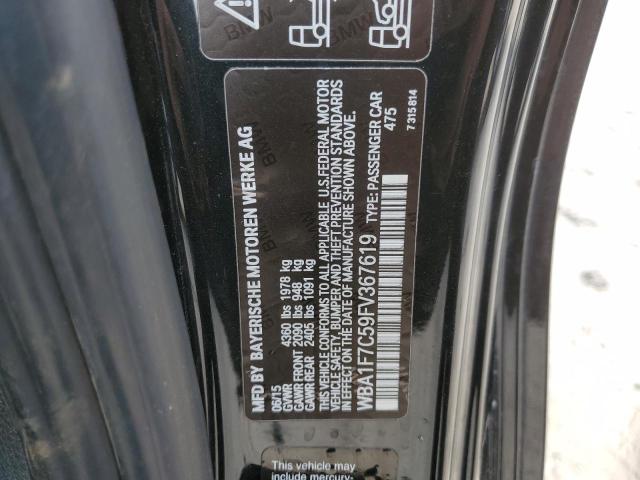 MFD BY BAYERISCHE MOTOREN WERKE AG
06/15
GVWR 4360 lbs 1978 kg
GAWR FRONT 2090 lbs 948 kg
GAWR REAR 2405 lbs 1091 kg
THIS VEHICLE CONFORMS TO ALL APPLICABLE U.S. FEDERAL MOTOR
VEHICLE SAFETY, BUMPER, AND THEFT PREVENTION STANDARDS
IN EFFECT ON THE DATE OF MANUFACTURE SHOWN ABOVE.
WBA1F7C59FV367619 TYPE: PASSENGER CAR
475
7 315 814
This vehicle may
include mercury-